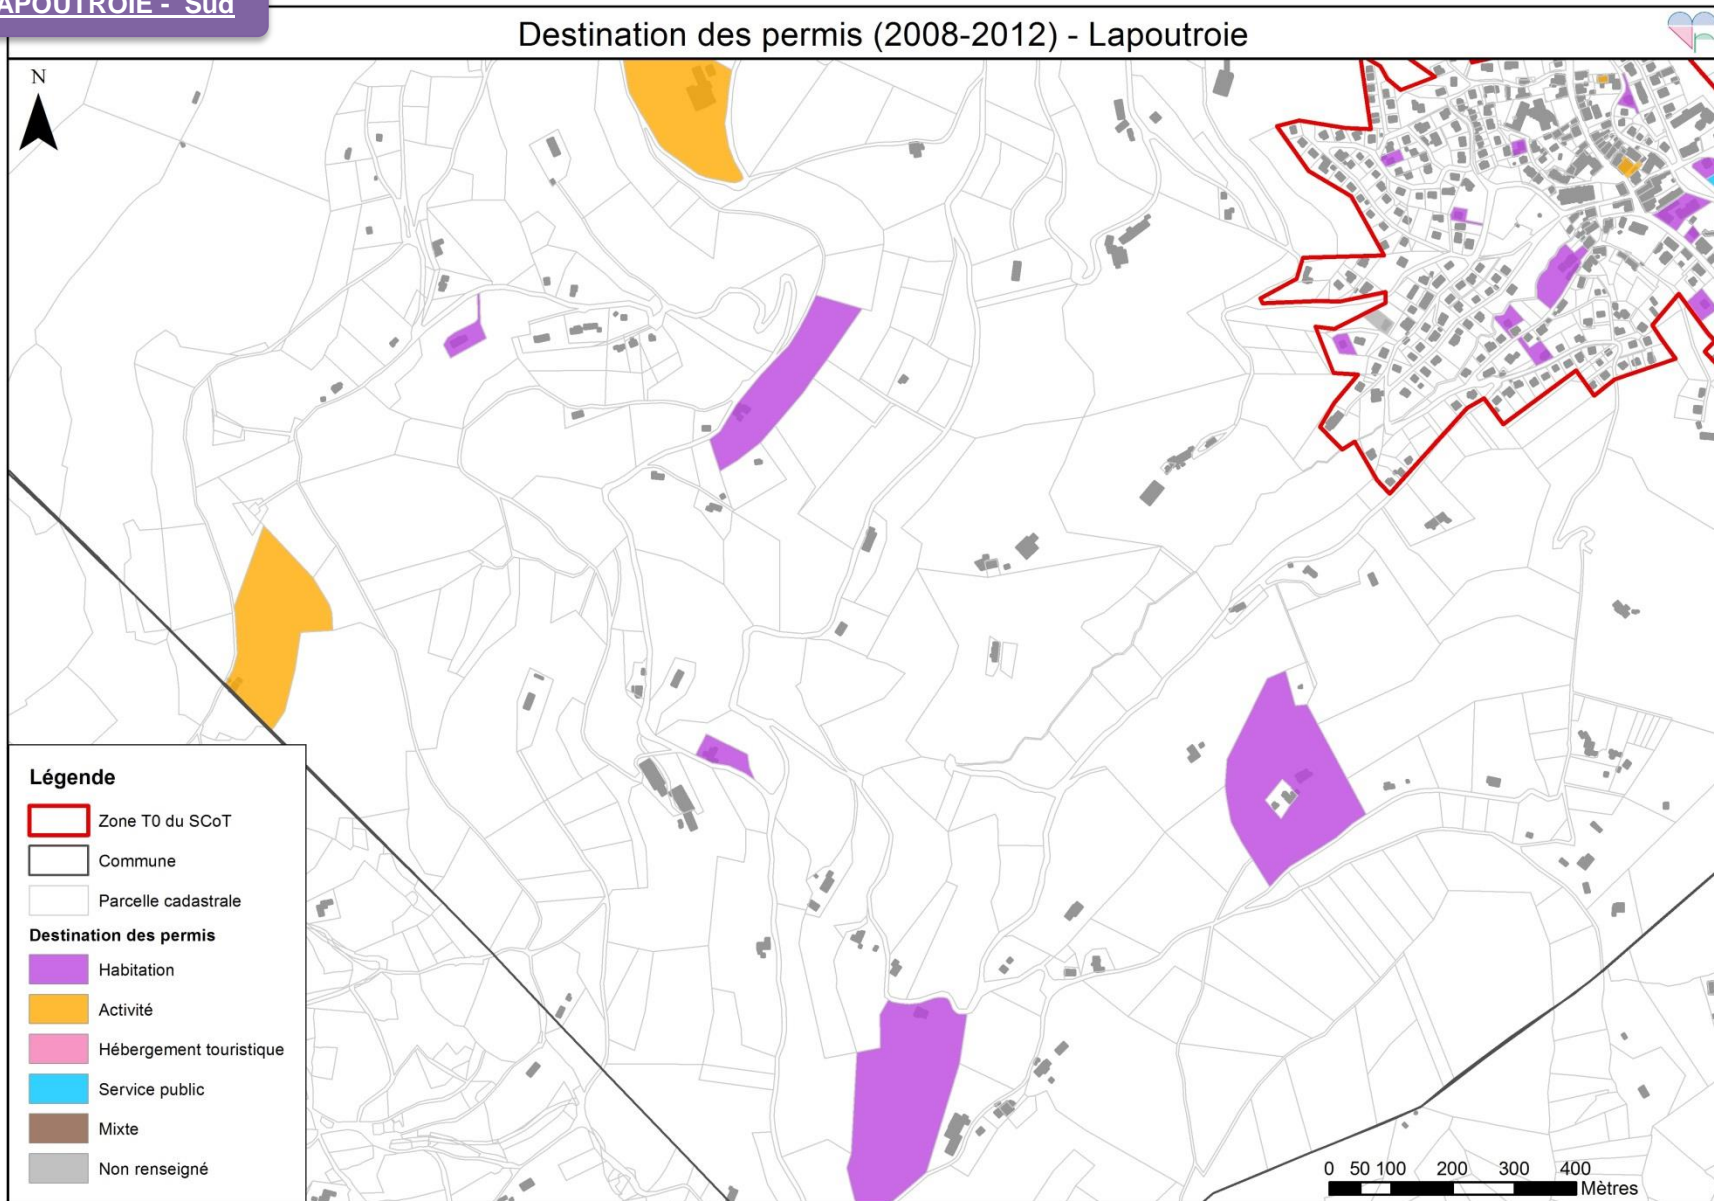 APOUTROIE - Sud
Destination des permis (2008-2012) - Lapoutroie
N
Légende
Zone T0 du SCoT
Commune
Parcelle cadastrale
Destination des permis
Habitation
Activité
Hébergement touristique
Service public
Mixte
Non renseigné
0 50 100 200 300 400
Mètres